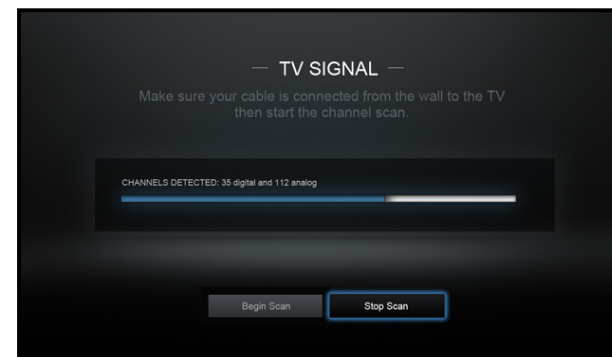 — TV SIGNAL —
Make sure your cable is connected from the wall to the TV
then start the channel scan.
CHANNELS DETECTED: 35 digital and 112 analog
Begin Scan Stop Scan